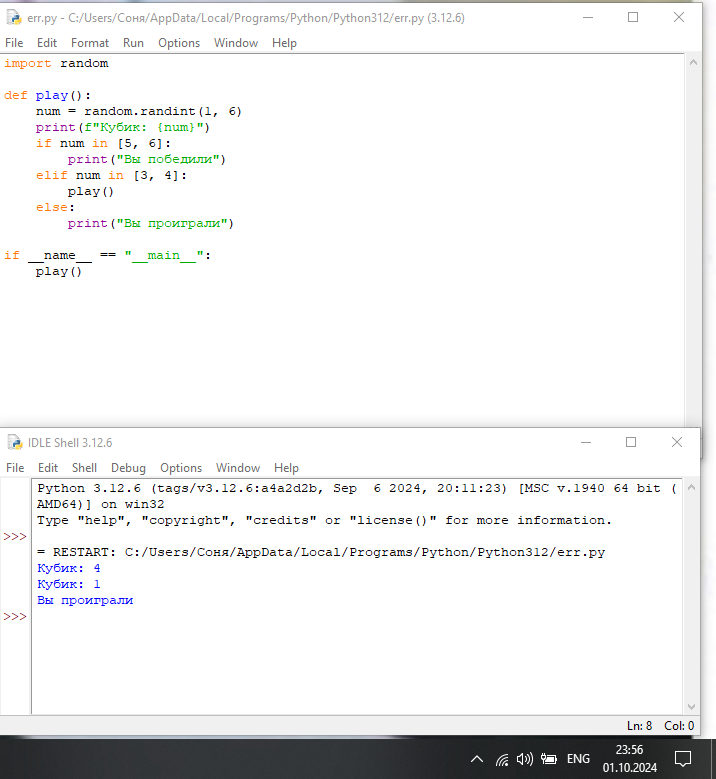 err.py - C:/Users/Соня/AppData/Local/Programs/Python/Python312/err.py (3.12.6)
File Edit Format Run Options Window Help
import random
def play():
    num = random.randint(1, 6)
    print(f"Кубик: {num}")
    if num in [5, 6]:
        print("Вы победили")
    elif num in [3, 4]:
        play()
    else:
        print("Вы проиграли")
if __name__ == "__main__":
    play()
IDLE Shell 3.12.6
File Edit Shell Debug Options Window Help
Python 3.12.6 (tags/v3.12.6:a4a2d2b, Sep  6 2024, 20:11:23) [MSC v.1940 64 bit (
AMD64)] on win32
Type "help", "copyright", "credits" or "license()" for more information.
>>>
= RESTART: C:/Users/Соня/AppData/Local/Programs/Python/Python312/err.py
Кубик: 4
Кубик: 1
Вы проиграли
>>>
Ln: 8 Col: 0
ENG
23:56
01.10.2024